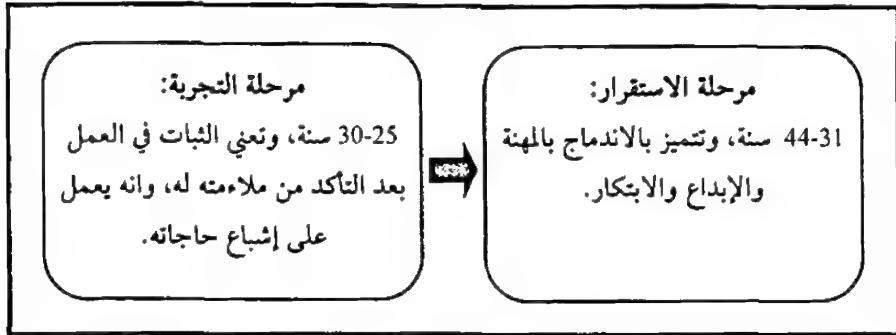 مرحلة التجربة:
25-30 سنة، وتعني الثبات في العمل
بعد التأكد من ملاءمته له، وانه يعمل
على إشباع حاجاته.
مرحلة الاستقرار:
31-44 سنة، وتتميز بالاندماج بالمهنة
والإبداع والابتكار.